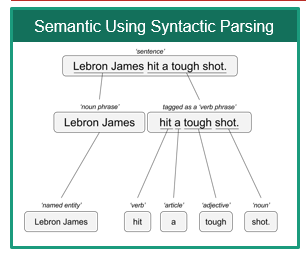 Semantic Using Syntactic Parsing
'sentence'
Lebron James hit a tough shot.
'noun phrase' tagged as a 'verb phrase'
Lebron James hit a tough shot.
'named entity' 'verb' 'article' 'adjective' 'noun'
Lebron James hit a tough shot.